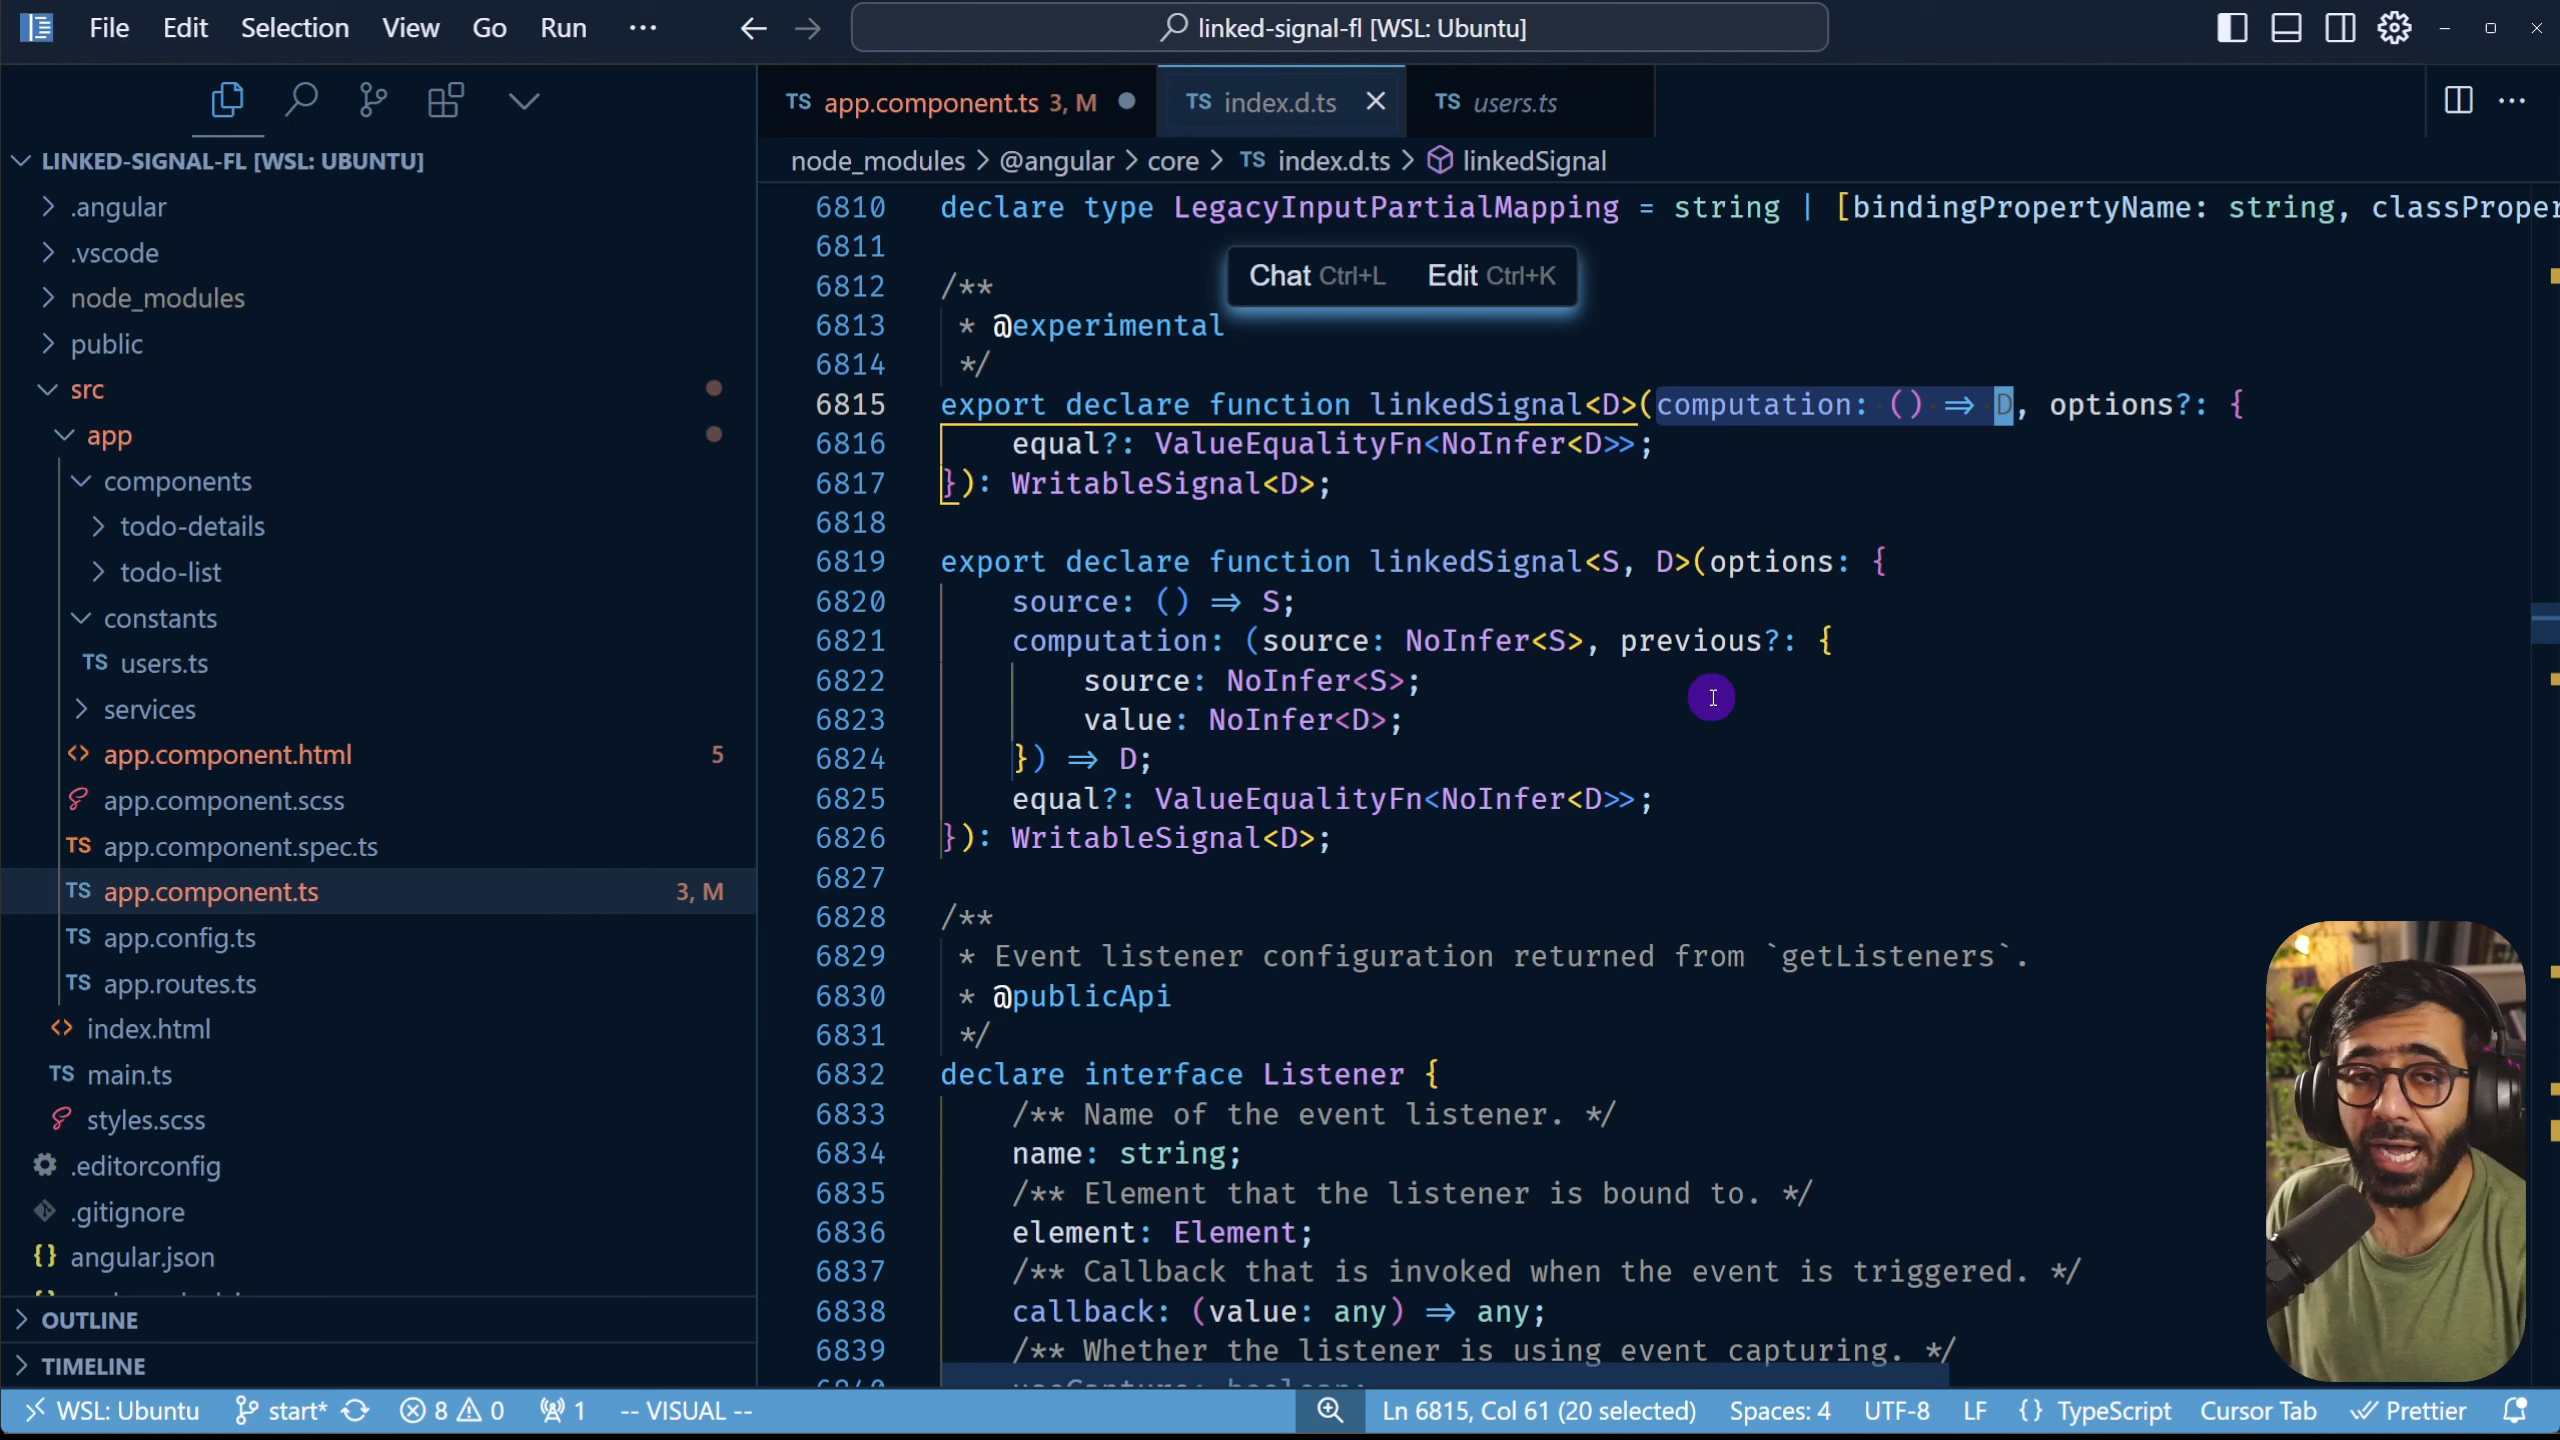 File Edit Selection View Go Run ··· linked-signal-fl [WSL: Ubuntu]
TS app.component.ts 3, M TS index.d.ts TS users.ts
LINKED-SIGNAL-FL [WSL: UBUNTU]
node_modules > @angular > core > TS index.d.ts > linkedSignal
.angular
.vscode
node_modules
public
src
app
components
todo-details
todo-list
constants
TS users.ts
services
<> app.component.html 5
app.component.scss
TS app.component.spec.ts
TS app.component.ts 3, M
TS app.config.ts
TS app.routes.ts
<> index.html
TS main.ts
styles.scss
.editorconfig
.gitignore
{} angular.json
OUTLINE
TIMELINE
6810 declare type LegacyInputPartialMapping = string | [bindingPropertyName: string, classProper
6811
Chat Ctrl+L Edit Ctrl+K
6812 /**
6813 * @experimental
6814 */
6815 export declare function linkedSignal<D>(computation: () => D, options?: {
6816 equal?: ValueEqualityFn<NoInfer<D>>;
6817 }): WritableSignal<D>;
6818
6819 export declare function linkedSignal<S, D>(options: {
6820 source: () => S;
6821 computation: (source: NoInfer<S>, previous?: {
6822 source: NoInfer<S>;
6823 value: NoInfer<D>;
6824 }) => D;
6825 equal?: ValueEqualityFn<NoInfer<D>>;
6826 }): WritableSignal<D>;
6827
6828 /**
6829 * Event listener configuration returned from `getListeners`.
6830 * @publicApi
6831 */
6832 declare interface Listener {
6833 /** Name of the event listener. */
6834 name: string;
6835 /** Element that the listener is bound to. */
6836 element: Element;
6837 /** Callback that is invoked when the event is triggered. */
6838 callback: (value: any) => any;
6839 /** Whether the listener is using event capturing. */
WSL: Ubuntu start* 8 0 1 -- VISUAL -- Ln 6815, Col 61 (20 selected) Spaces: 4 UTF-8 LF {} TypeScript Cursor Tab Prettier